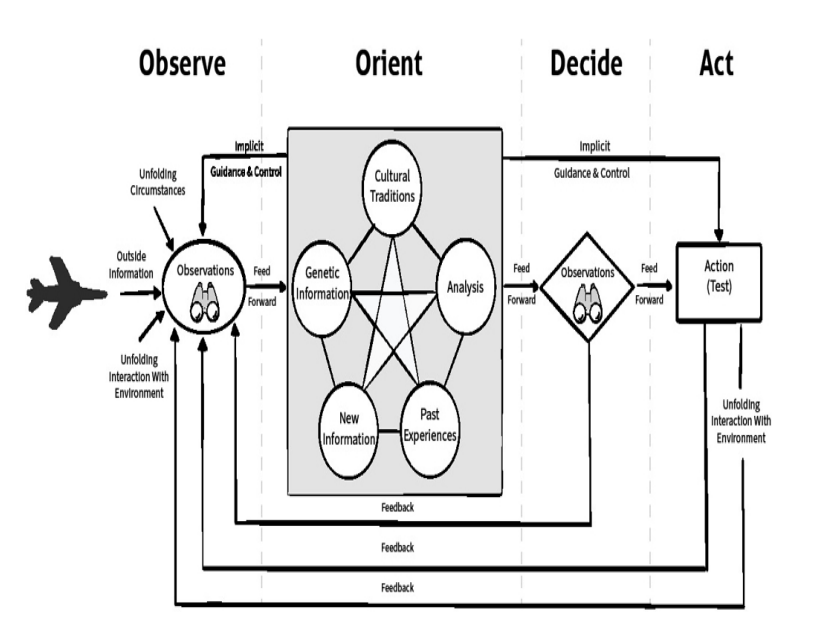 Observe
Orient
Decide
Act
Implicit
Guidance & Control
Implicit
Guidance & Control
Unfolding
Circumstances
Outside
Information
Unfolding
Interaction With
Environment
Observations
Feed
Forward
Cultural
Traditions
Genetic
Information
Analysis
New
Information
Past
Experiences
Feed
Forward
Observations
Feed
Forward
Action
(Test)
Unfolding
Interaction With
Environment
Feedback
Feedback
Feedback